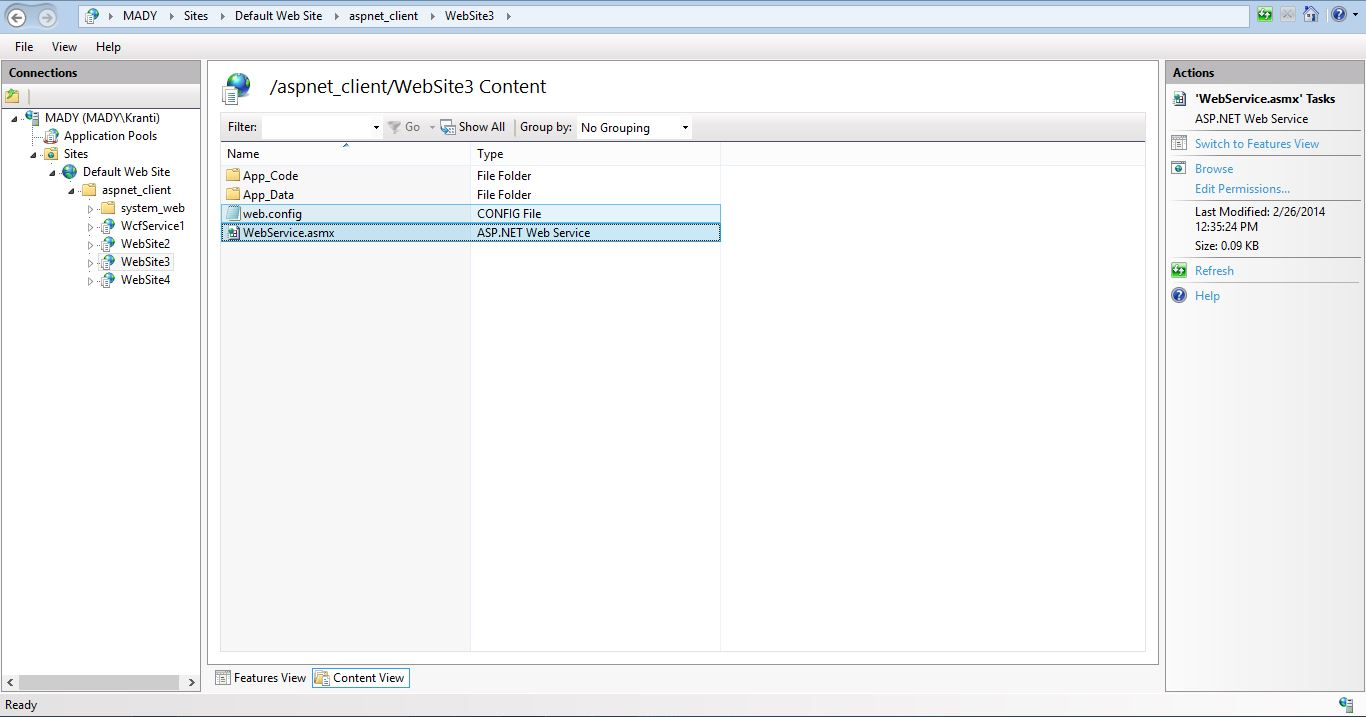 MADY Sites Default Web Site aspnet_client WebSite3
File View Help
Connections
MADY (MADY\Kranti)
Application Pools
Sites
Default Web Site
aspnet_client
system_web
WcfService1
WebSite2
WebSite3
WebSite4
/aspnet_client/WebSite3 Content
Filter: Go Show All Group by: No Grouping
Name Type
App_Code File Folder
App_Data File Folder
web.config CONFIG File
WebService.asmx ASP.NET Web Service
Features View Content View
Actions
'WebService.asmx' Tasks
ASP.NET Web Service
Switch to Features View
Browse
Edit Permissions...
Last Modified: 2/26/2014
12:35:24 PM
Size: 0.09 KB
Refresh
Help
Ready